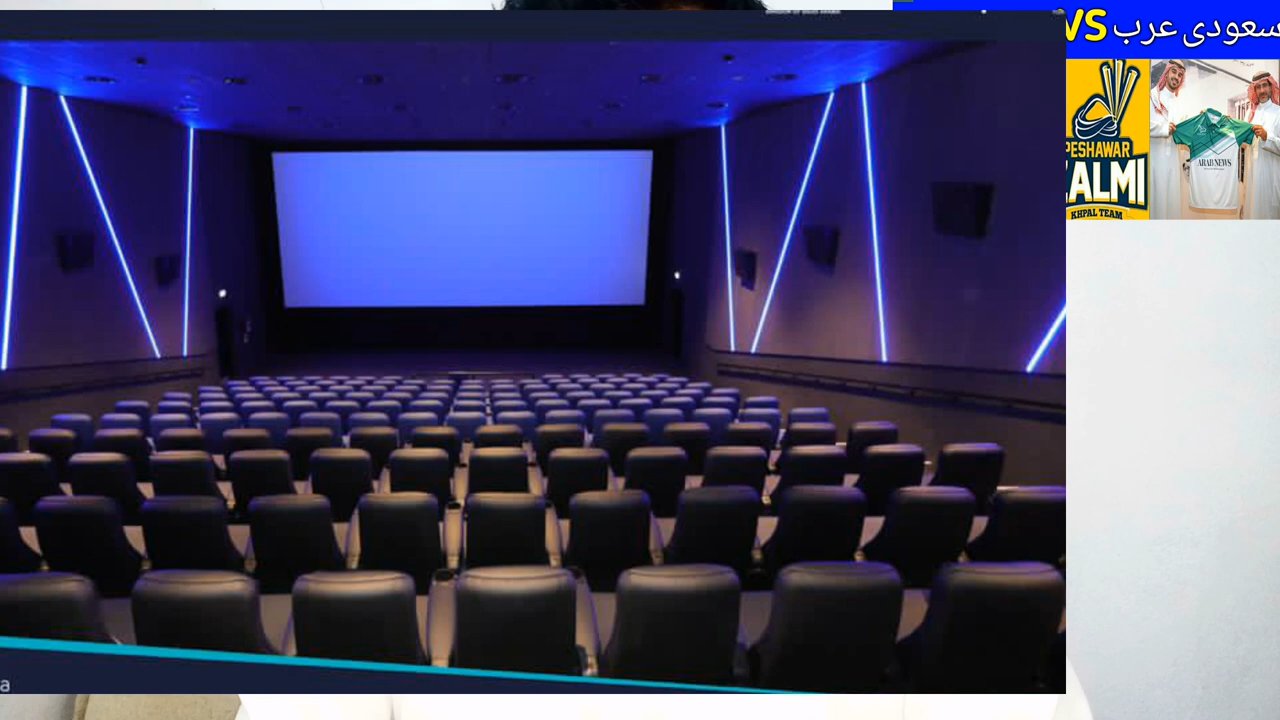 سعودی عرب VS
PESHAWAR
ZALMI
KHPAL TEAM
ARAB NEWS
a